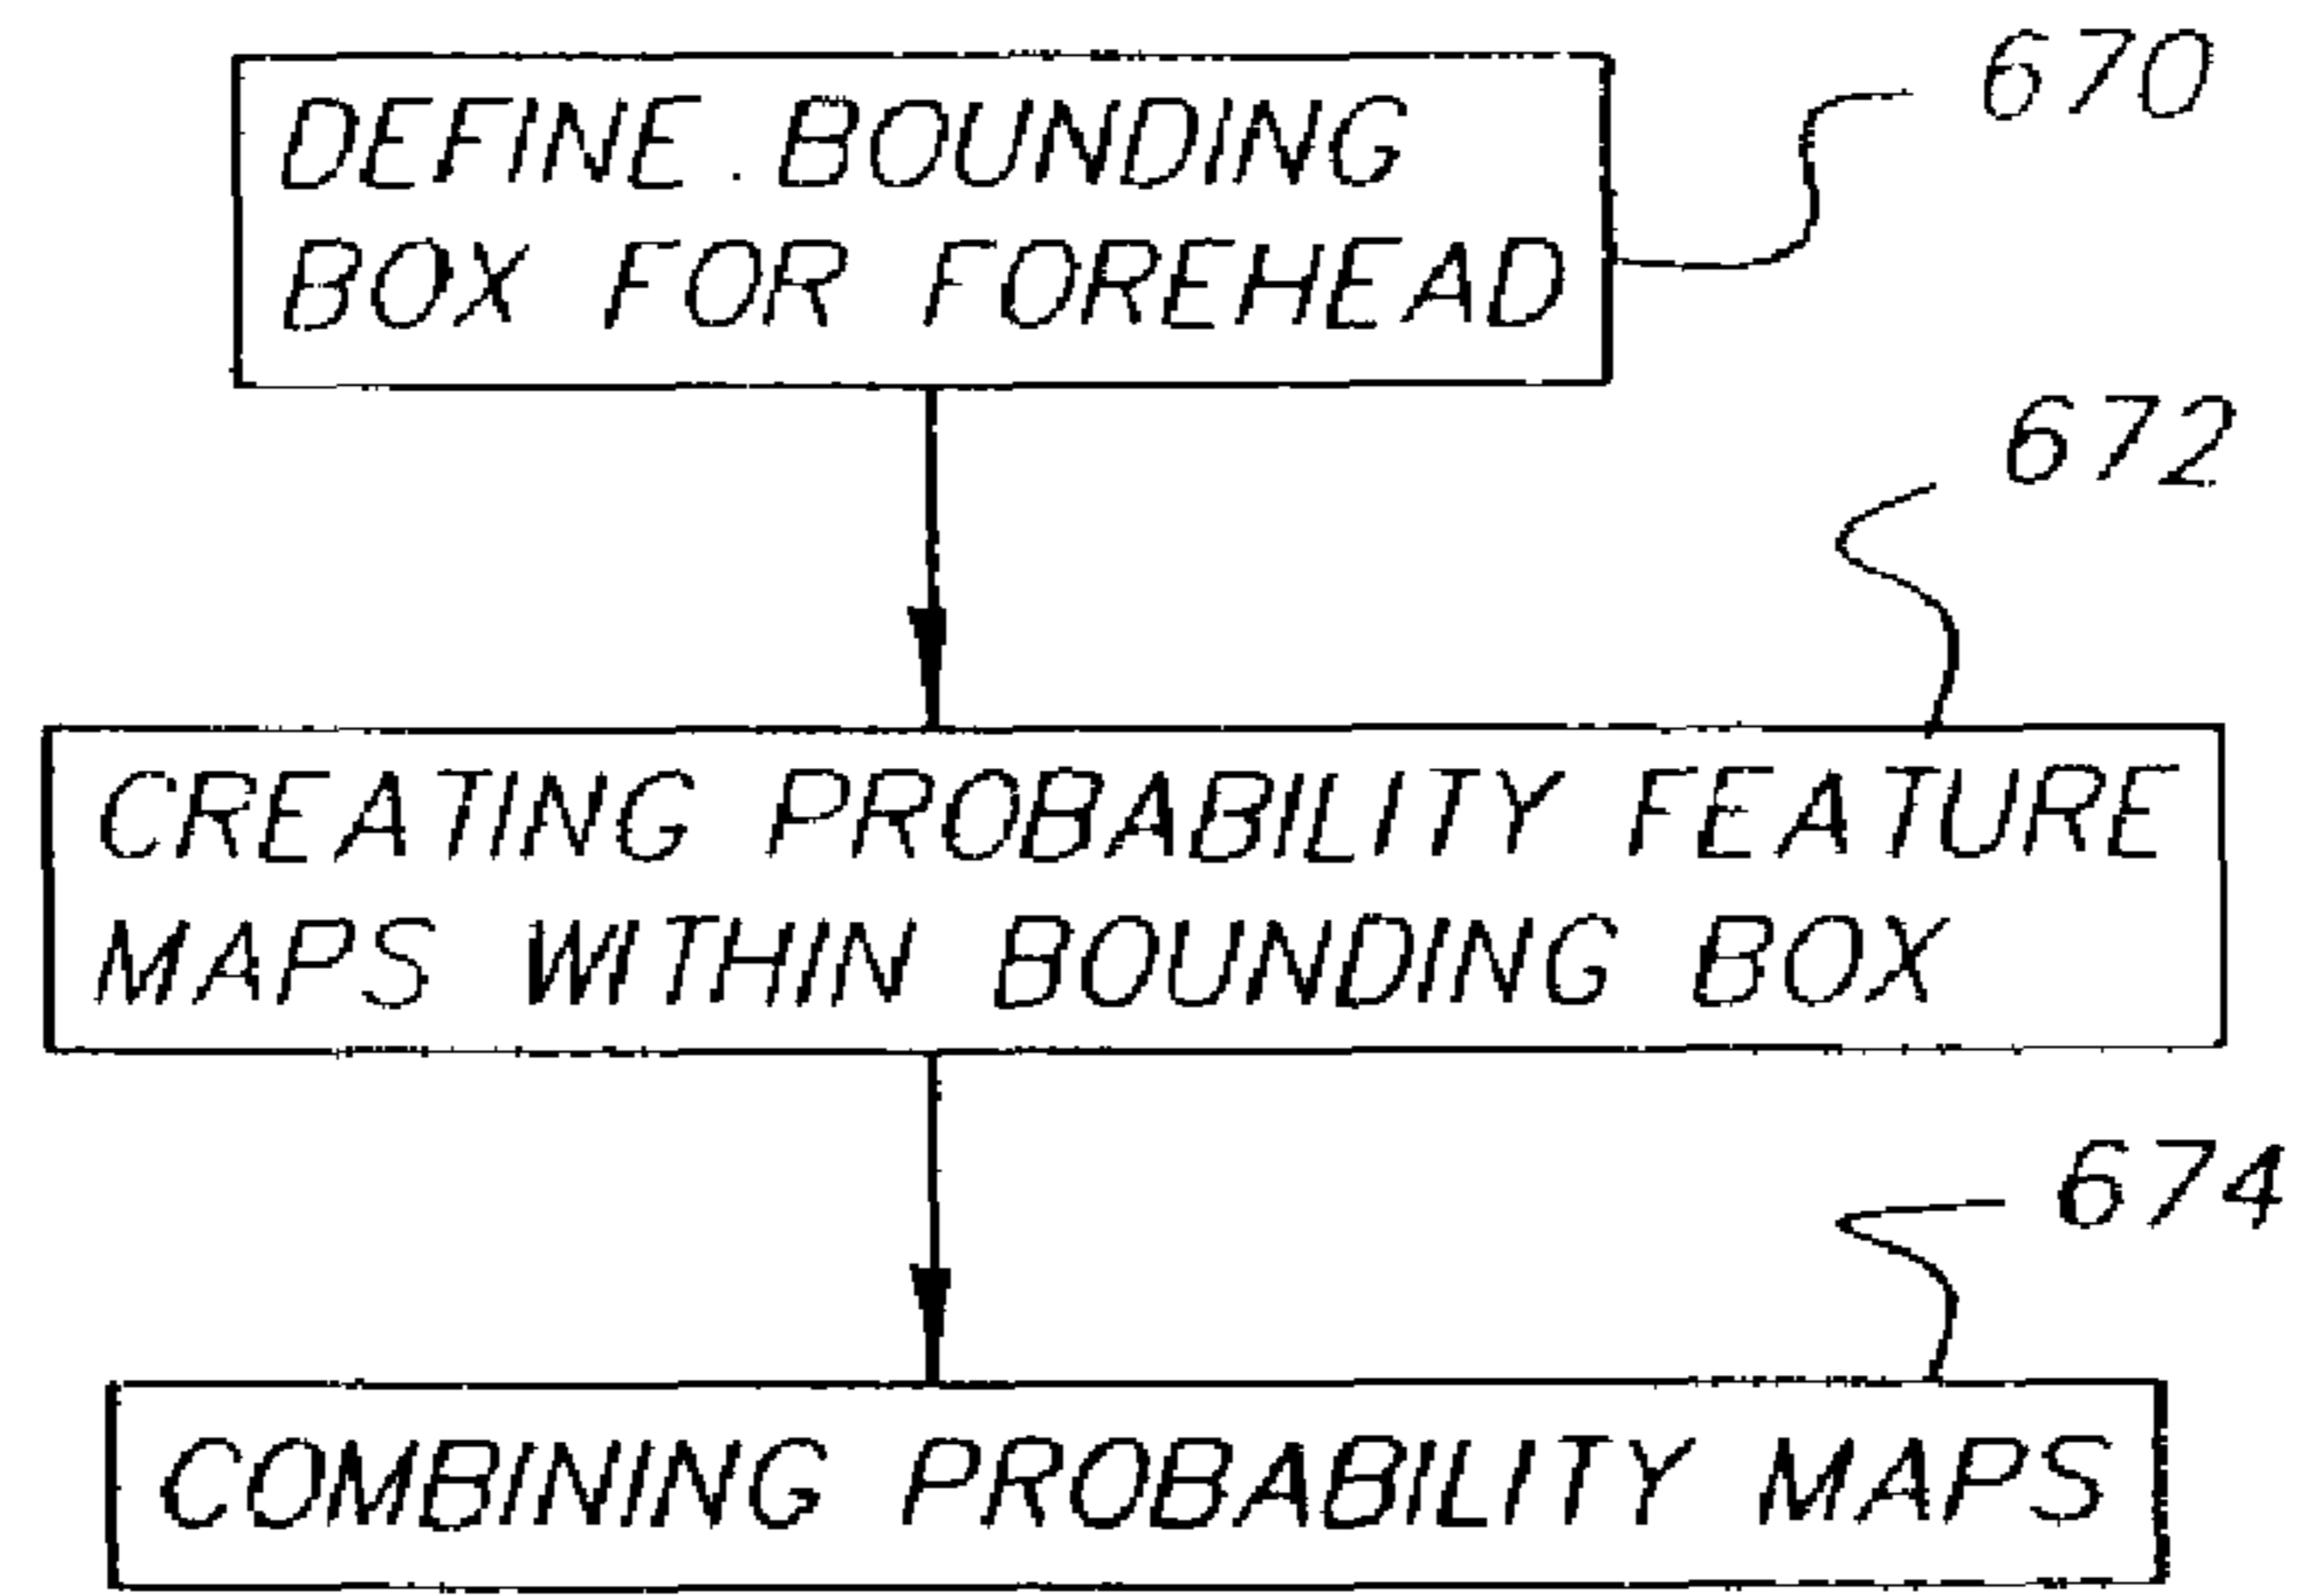 DEFINE BOUNDING
BOX FOR FOREHEAD
670
672
CREATING PROBABILITY FEATURE
MAPS WITHIN BOUNDING BOX
674
COMBINING PROBABILITY MAPS